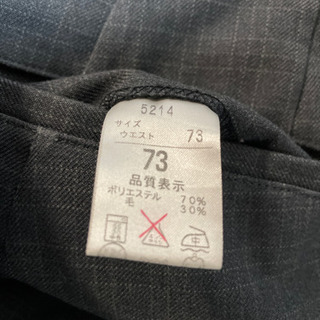 5214
サイズ
ウエスト 73
73
品質表示
ポリエステル 70%
毛 30%
中